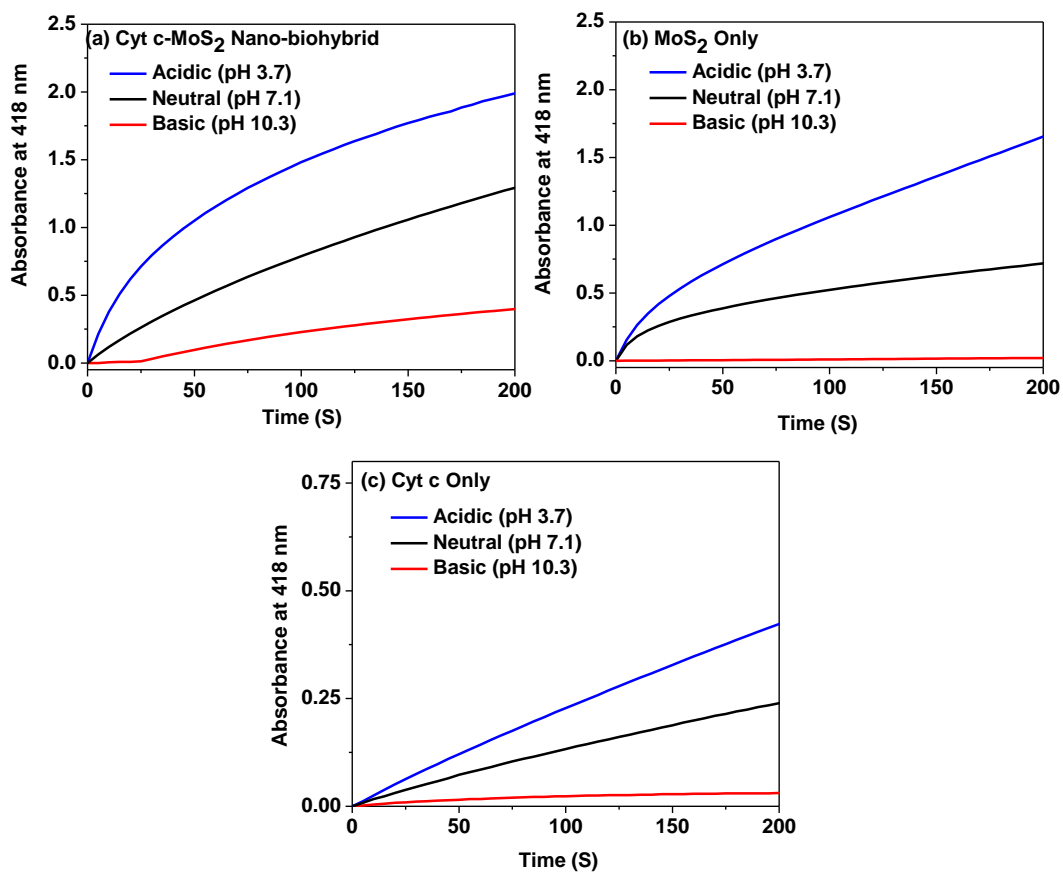 (a) Cyt c-MoS2 Nano-biohybrid
Acidic (pH 3.7)
Neutral (pH 7.1)
Basic (pH 10.3)
2.5
2.0
1.5
1.0
0.5
0.0
Absorbance at 418 nm
0 50 100 150 200
Time (S)
(b) MoS2 Only
Acidic (pH 3.7)
Neutral (pH 7.1)
Basic (pH 10.3)
2.5
2.0
1.5
1.0
0.5
0.0
Absorbance at 418 nm
0 50 100 150 200
Time (S)
(c) Cyt c Only
Acidic (pH 3.7)
Neutral (pH 7.1)
Basic (pH 10.3)
0.75
0.50
0.25
0.00
Absorbance at 418 nm
0 50 100 150 200
Time (S)